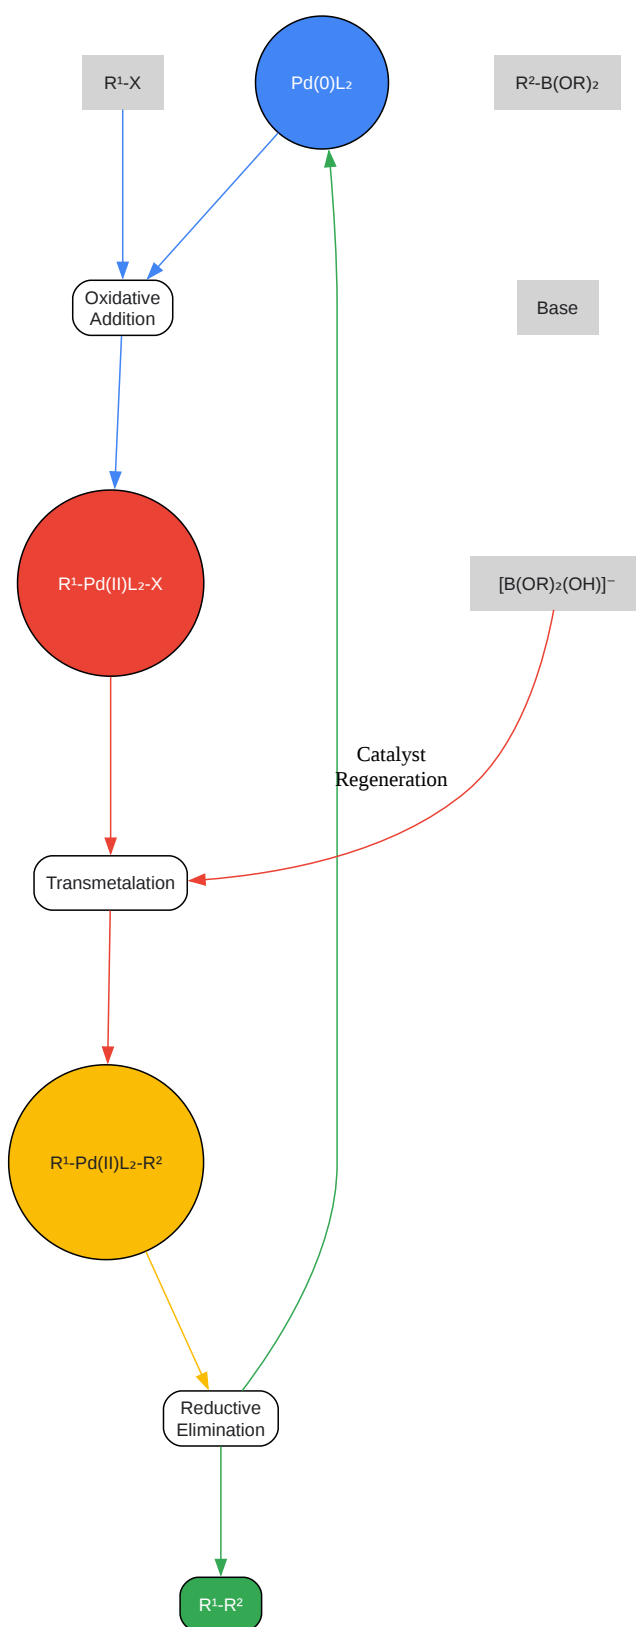 R¹-X
Pd(0)L₂
R²-B(OR)₂
Oxidative
Addition
Base
R¹-Pd(II)L₂-X
[B(OR)₂(OH)]⁻
Catalyst
Regeneration
Transmetalation
R¹-Pd(II)L₂-R²
Reductive
Elimination
R¹-R²